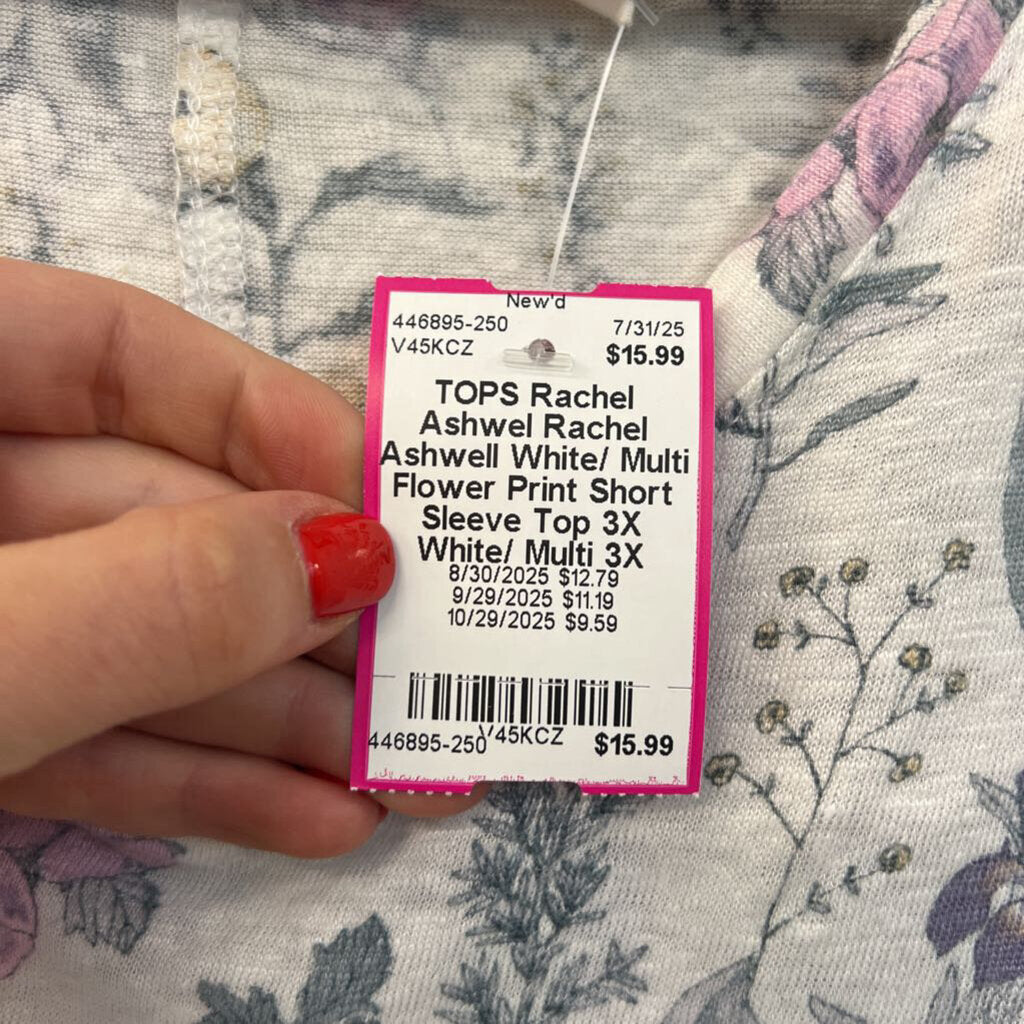 New'd
446895-250 7/31/25
V45KCZ $15.99
TOPS Rachel
Ashwel Rachel
Ashwell White/ Multi
Flower Print Short
Sleeve Top 3X
White/ Multi 3X
8/30/2025 $12.79
9/29/2025 $11.19
10/29/2025 $9.59
446895-250 V45KCZ $15.99